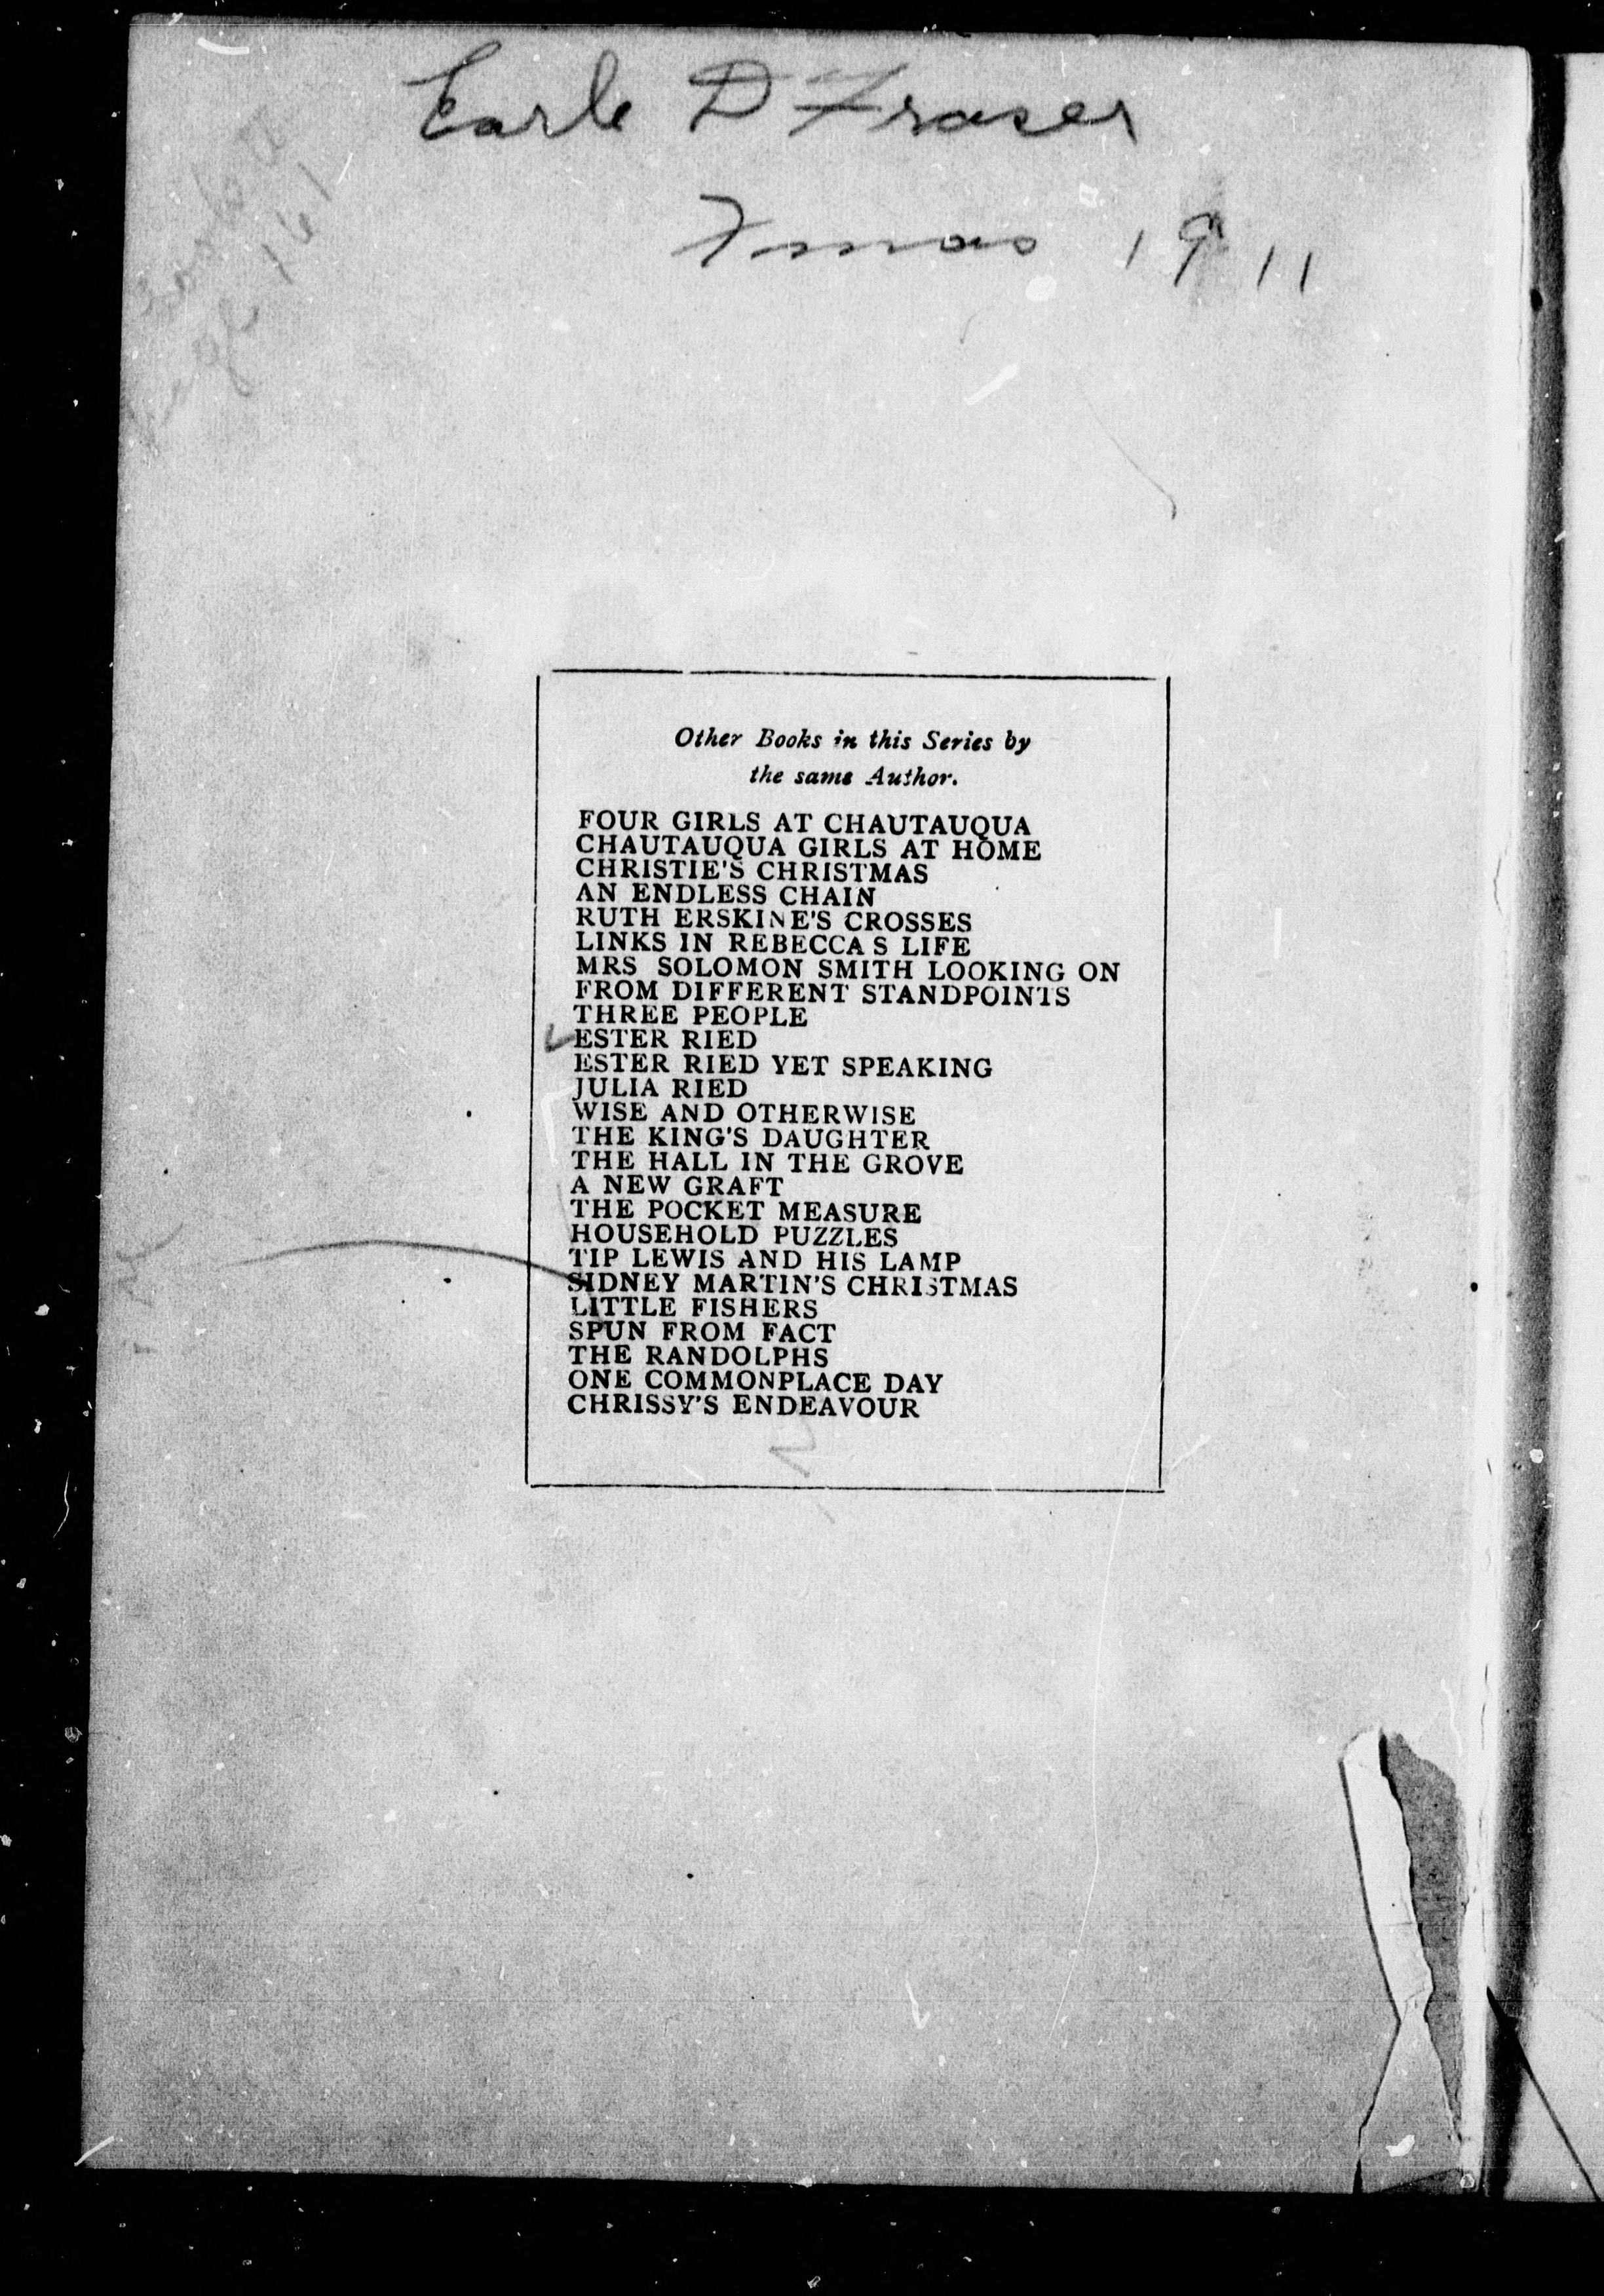 Earle D Fraser
Xmas 1911
Look at
page 161
Other Books in this Series by
the same Author.
FOUR GIRLS AT CHAUTAUQUA
CHAUTAUQUA GIRLS AT HOME
CHRISTIE'S CHRISTMAS
AN ENDLESS CHAIN
RUTH ERSKINE'S CROSSES
LINKS IN REBECCA S LIFE
MRS SOLOMON SMITH LOOKING ON
FROM DIFFERENT STANDPOINTS
THREE PEOPLE
ESTER RIED
ESTER RIED YET SPEAKING
JULIA RIED
WISE AND OTHERWISE
THE KING'S DAUGHTER
THE HALL IN THE GROVE
A NEW GRAFT
THE POCKET MEASURE
HOUSEHOLD PUZZLES
TIP LEWIS AND HIS LAMP
SIDNEY MARTIN'S CHRISTMAS
LITTLE FISHERS
SPUN FROM FACT
THE RANDOLPHS
ONE COMMONPLACE DAY
CHRISSY'S ENDEAVOUR